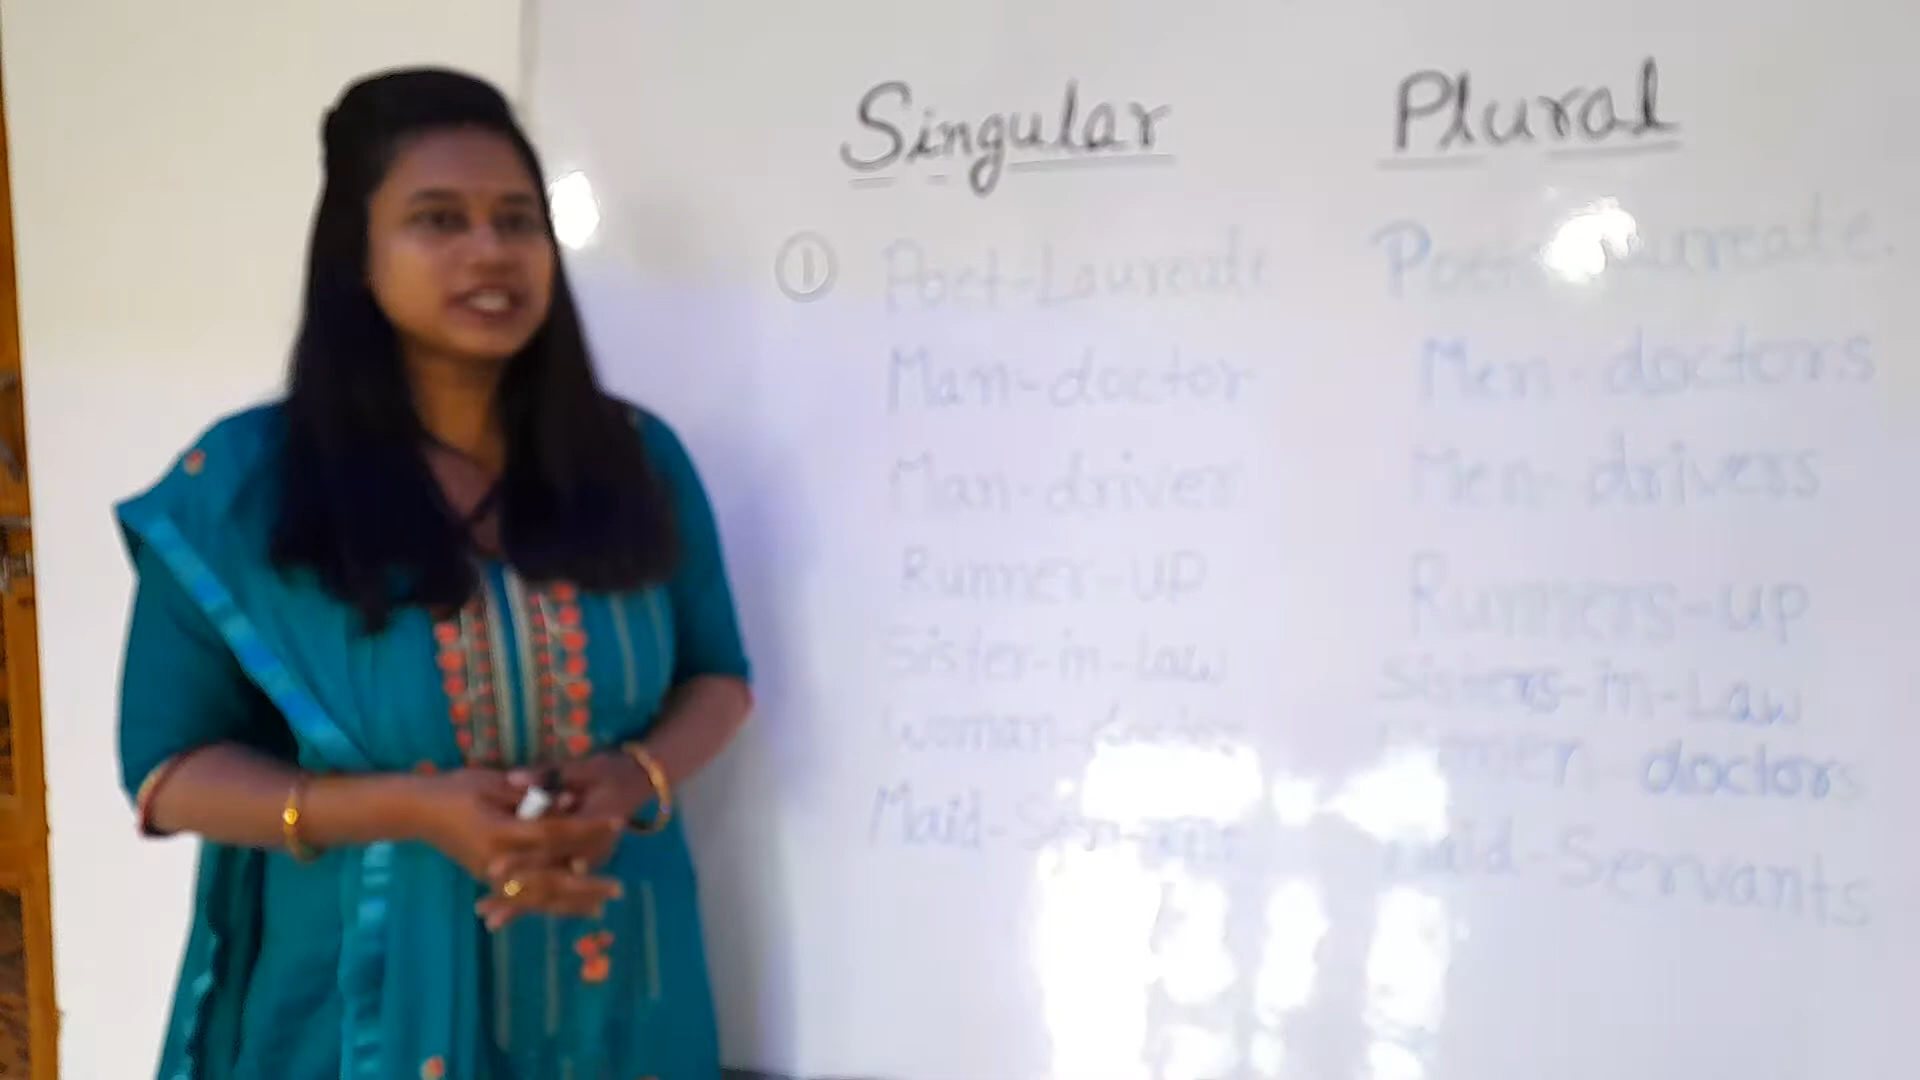 Singular Plural
① Poet-Laureate Poets-Laureate.
Man-doctor Men-doctors
Man-driver Men-drivers
Runner-up Runners-up
Sister-in-Law Sisters-in-Law
Woman-doctor Women doctors
Maid-Servant Maid-Servants